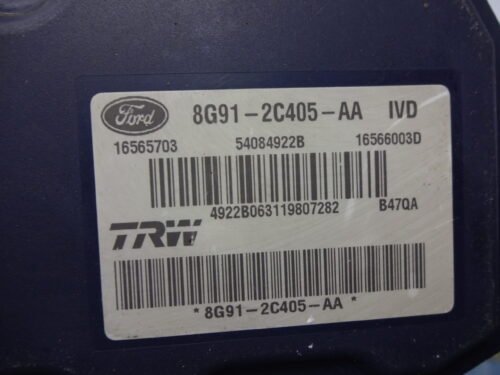 Ford 8G91-2C405-AA IVD
16565703 54084922B 16566003D
4922B063119807282 B47QA
TRW
*8G91-2C405-AA*